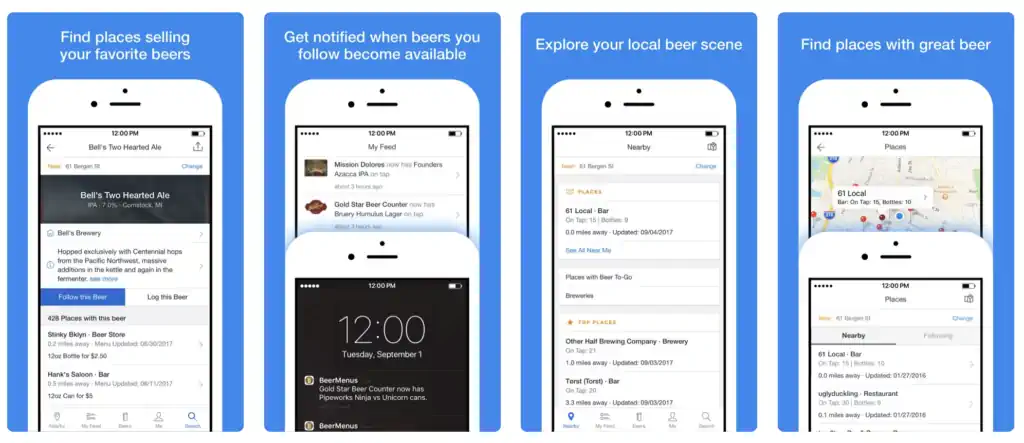 Find places selling
your favorite beers
12:00 PM
Bell's Two Hearted Ale
Near: 61 Bergen St
Change
Bell's Two Hearted Ale
IPA · 7.0% · Comstock, MI
Bell's Brewery
Hopped exclusively with Centennial hops
from the Pacific Northwest, massive
additions in the kettle and again in the
fermenter. see more
Follow this Beer
Log this Beer
428 Places with this beer
Stinky Bklyn · Beer Store
0.2 miles away · Menu Updated: 08/30/2017
12oz Bottle for $2.50
Hank's Saloon · Bar
0.3 miles away · Menu Updated: 08/11/2017
12oz Can for $5
Nearby
My Feed
Beers
Me
Search
Get notified when beers you
follow become available
12:00 PM
My Feed
Mission Dolores now has Founders
Azacca IPA on tap
about 3 hours ago
Gold Star Beer Counter now has
Bruery Humulus Lager on tap
about 3 hours ago
12:00 PM
12:00
Tuesday, September 1
BeerMenus
Gold Star Beer Counter now has
Pipeworks Ninja vs Unicorn cans.
BeerMenus
Explore your local beer scene
12:00 PM
Nearby
Near: 61 Bergen St
Change
PLACES
61 Local · Bar
On Tap: 15 | Bottles: 9
0.0 miles away · Updated: 09/04/2017
See All Near Me
Places with Beer To-Go
Breweries
TOP PLACES
Other Half Brewing Company · Brewery
On Tap: 21
1.0 miles away · Updated: 09/03/2017
Torst (Torst) · Bar
On Tap: 20
3.3 miles away · Updated: 09/03/2017
Nearby
My Feed
Beers
Me
Search
Find places with great beer
12:00 PM
Places
61 Local
Bar: On Tap: 15, Bottles: 10
278
12:00 PM
Places
Near: 61 Bergen St
Change
Nearby
Following
61 Local · Bar
On Tap: 15 | Bottles: 10
0.0 miles away · Updated: 01/27/2016
uglyduckling · Restaurant
On Tap: 30 | Bottles: 9
0.1 miles away · Updated: 01/26/2016